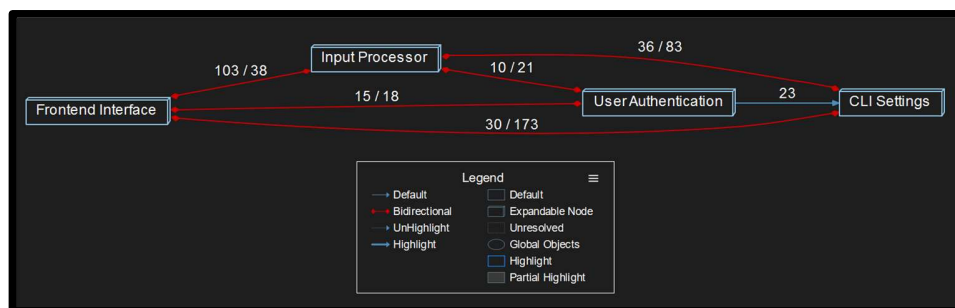 36 / 83
Input Processor
103 / 38
10 / 21
15 / 18
23
Frontend Interface
User Authentication
CLI Settings
30 / 173
Legend
Default
Default
Bidirectional
Expandable Node
UnHighlight
Unresolved
Highlight
Global Objects
Highlight
Partial Highlight